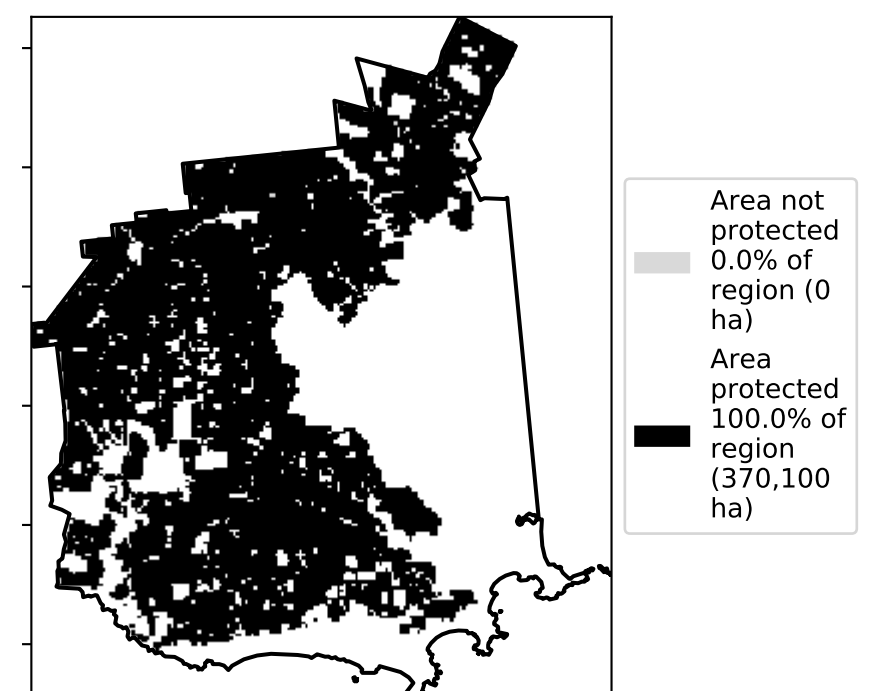 Area not
protected
0.0% of
region (0
ha)
Area
protected
100.0% of
region
(370,100
ha)